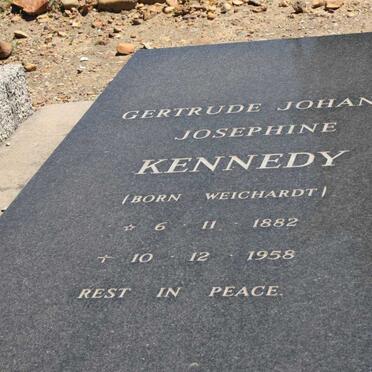 GERTRUDE JOHAN
JOSEPHINE
KENNEDY
(BORN WEICHARDT)
☆ 6 · 11 · 1882
† 10 · 12 · 1958
REST IN PEACE.